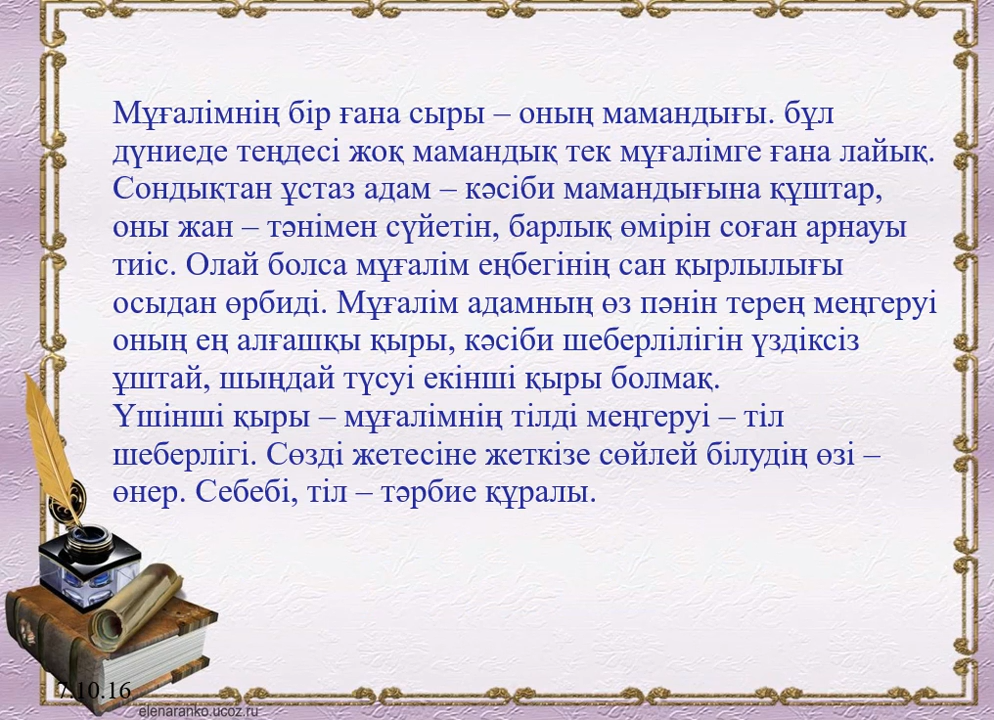 Мұғалімнің бір ғана сыры – оның мамандығы. бұл
дүниеде теңдесі жоқ мамандық тек мұғалімге ғана лайық.
Сондықтан ұстаз адам – кәсіби мамандығына құштар,
оны жан – тәнімен сүйетін, барлық өмірін соған арнауы
тиіс. Олай болса мұғалім еңбегінің сан қырлылығы
осыдан өрбиді. Мұғалім адамның өз пәнін терең меңгеруі
оның ең алғашқы қыры, кәсіби шеберлілігін үздіксіз
ұштай, шыңдай түсуі екінші қыры болмақ.
Үшінші қыры – мұғалімнің тілді меңгеруі – тіл
шеберлігі. Сөзді жетесіне жеткізе сөйлей білудің өзі –
өнер. Себебі, тіл – тәрбие құралы.
7.10.16
elenaranko.ucoz.ru